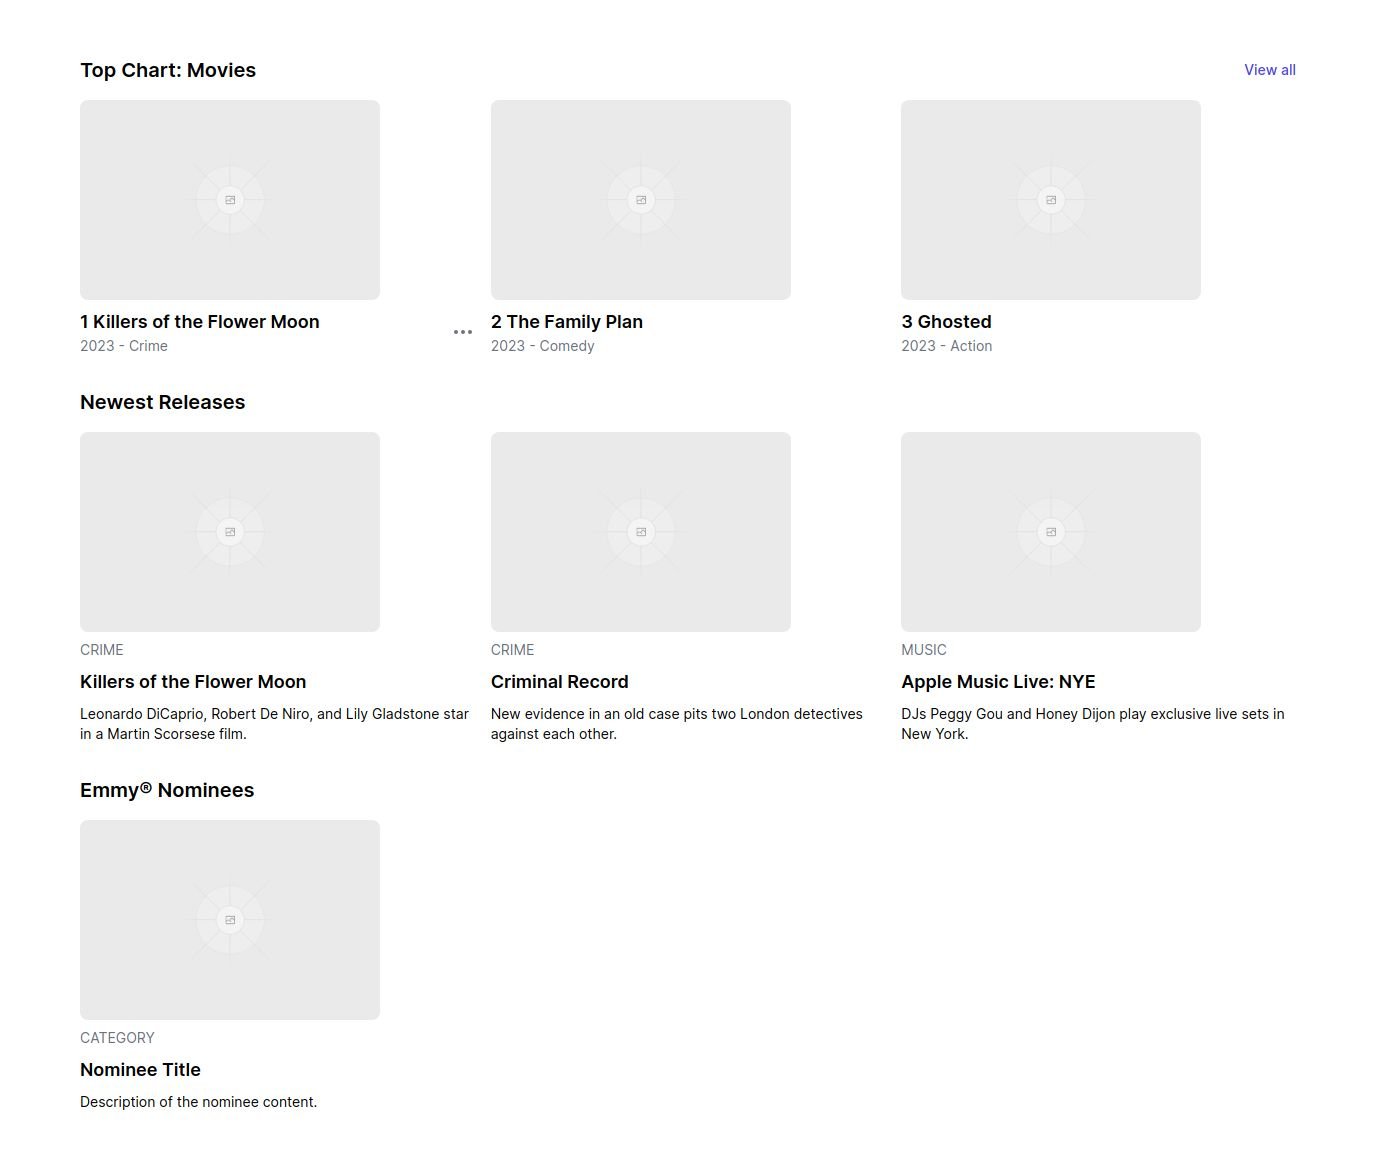 Top Chart: Movies
View all
1 Killers of the Flower Moon
2023 - Crime
2 The Family Plan
2023 - Comedy
3 Ghosted
2023 - Action
Newest Releases
CRIME
Killers of the Flower Moon
Leonardo DiCaprio, Robert De Niro, and Lily Gladstone star
in a Martin Scorsese film.
CRIME
Criminal Record
New evidence in an old case pits two London detectives
against each other.
MUSIC
Apple Music Live: NYE
DJs Peggy Gou and Honey Dijon play exclusive live sets in
New York.
Emmy® Nominees
CATEGORY
Nominee Title
Description of the nominee content.